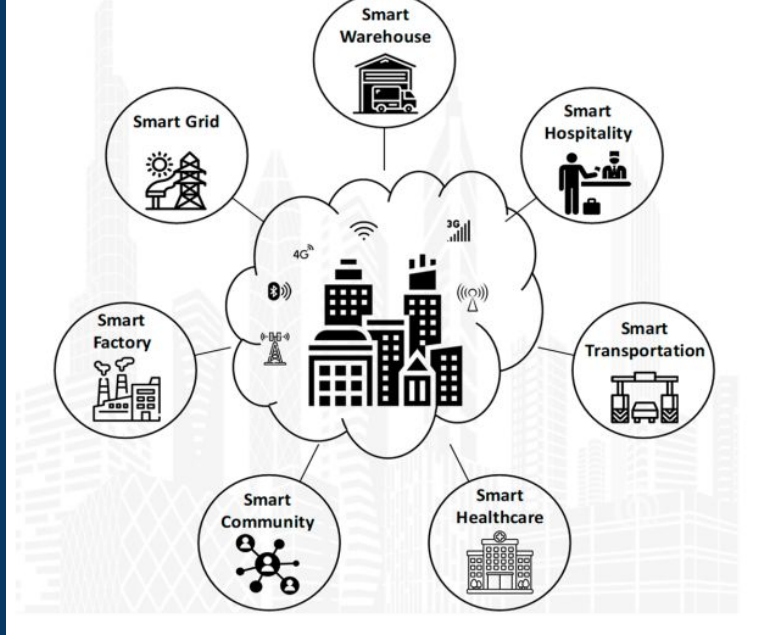 Smart
Warehouse
Smart Grid
Smart
Hospitality
3G
4G
Smart
Factory
Smart
Transportation
Smart
Community
Smart
Healthcare